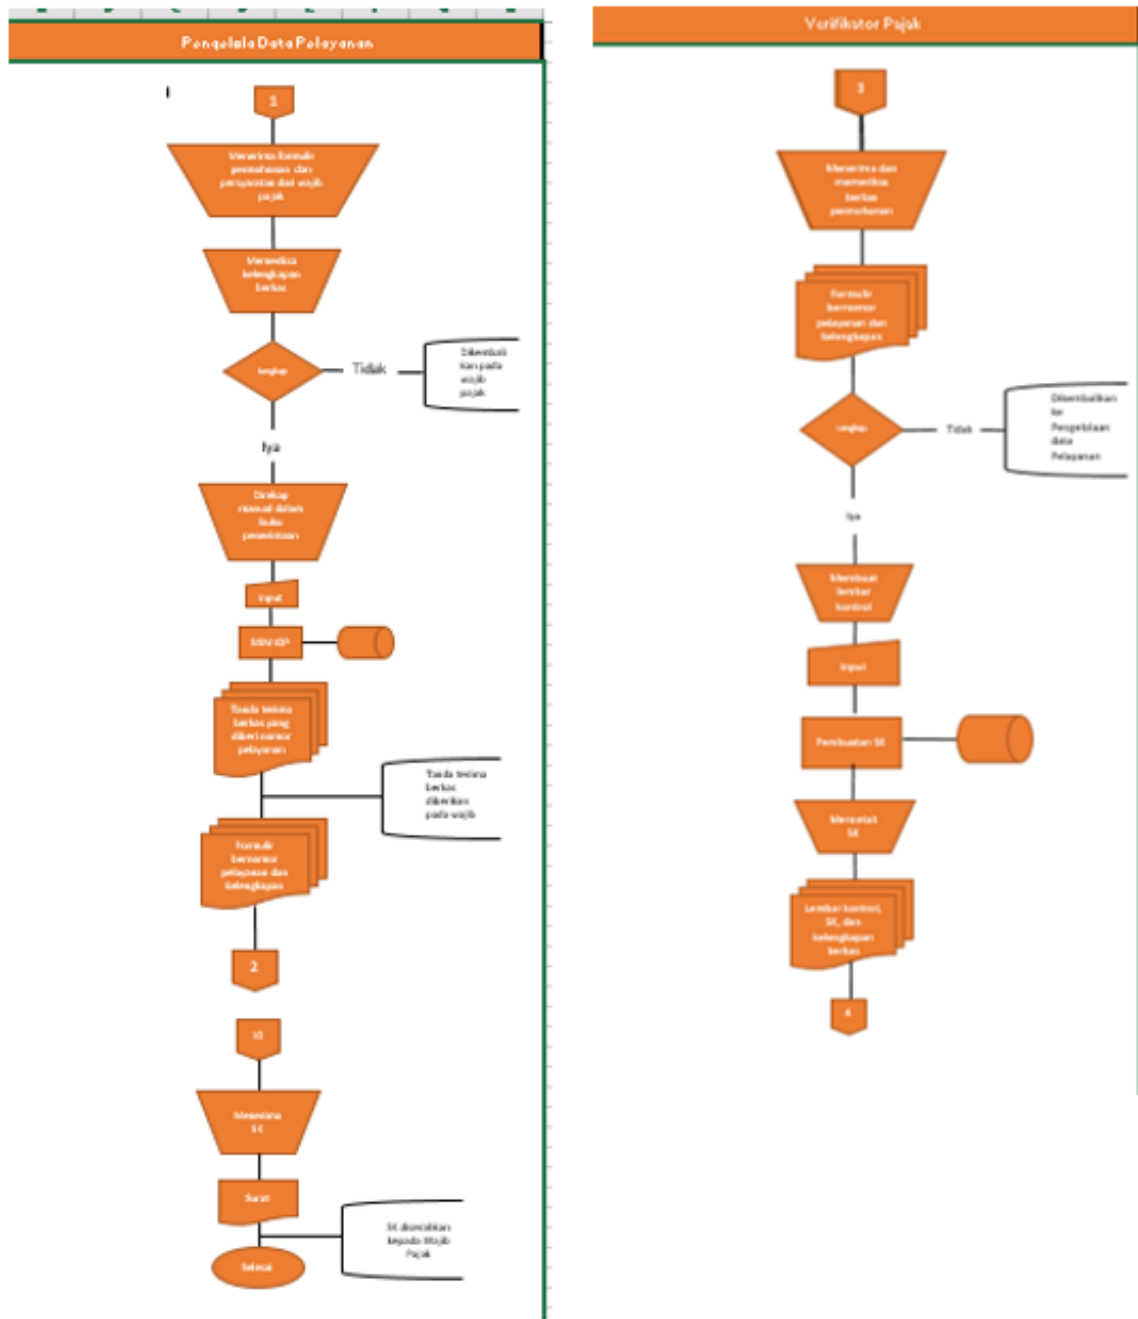 Pengelola Data Pelayanan
1
Menerima formulir
permohonan dan
persyaratan dari wajib
pajak
Memeriksa
kelengkapan
berkas
Lengkap
Tidak
Dikembali
kan pada
wajib
pajak
Iya
Direkap
manual dalam
buku
penerimaan
Input
SISMIOP
Tanda terima
berkas yang
diberi nomor
pelayanan
Tanda terima
berkas
diberikan
pada wajib
Formulir
bernomor
pelayanan dan
kelengkapan
2
10
Menerima
SK
Surat
SK diserahkan
kepada Wajib
Pajak
Selesai
Verifikator Pajak
3
Menerima dan
memeriksa
berkas
permohonan
Formulir
bernomor
pelayanan dan
kelengkapan
Lengkap
Tidak
Dikembalikan
ke
Pengelolaan
data
Pelayanan
Iya
Membuat
lembar
kontrol
Input
Pembuatan SK
Mencetak
SK
Lembar kontrol,
SK, dan
kelengkapan
berkas
4